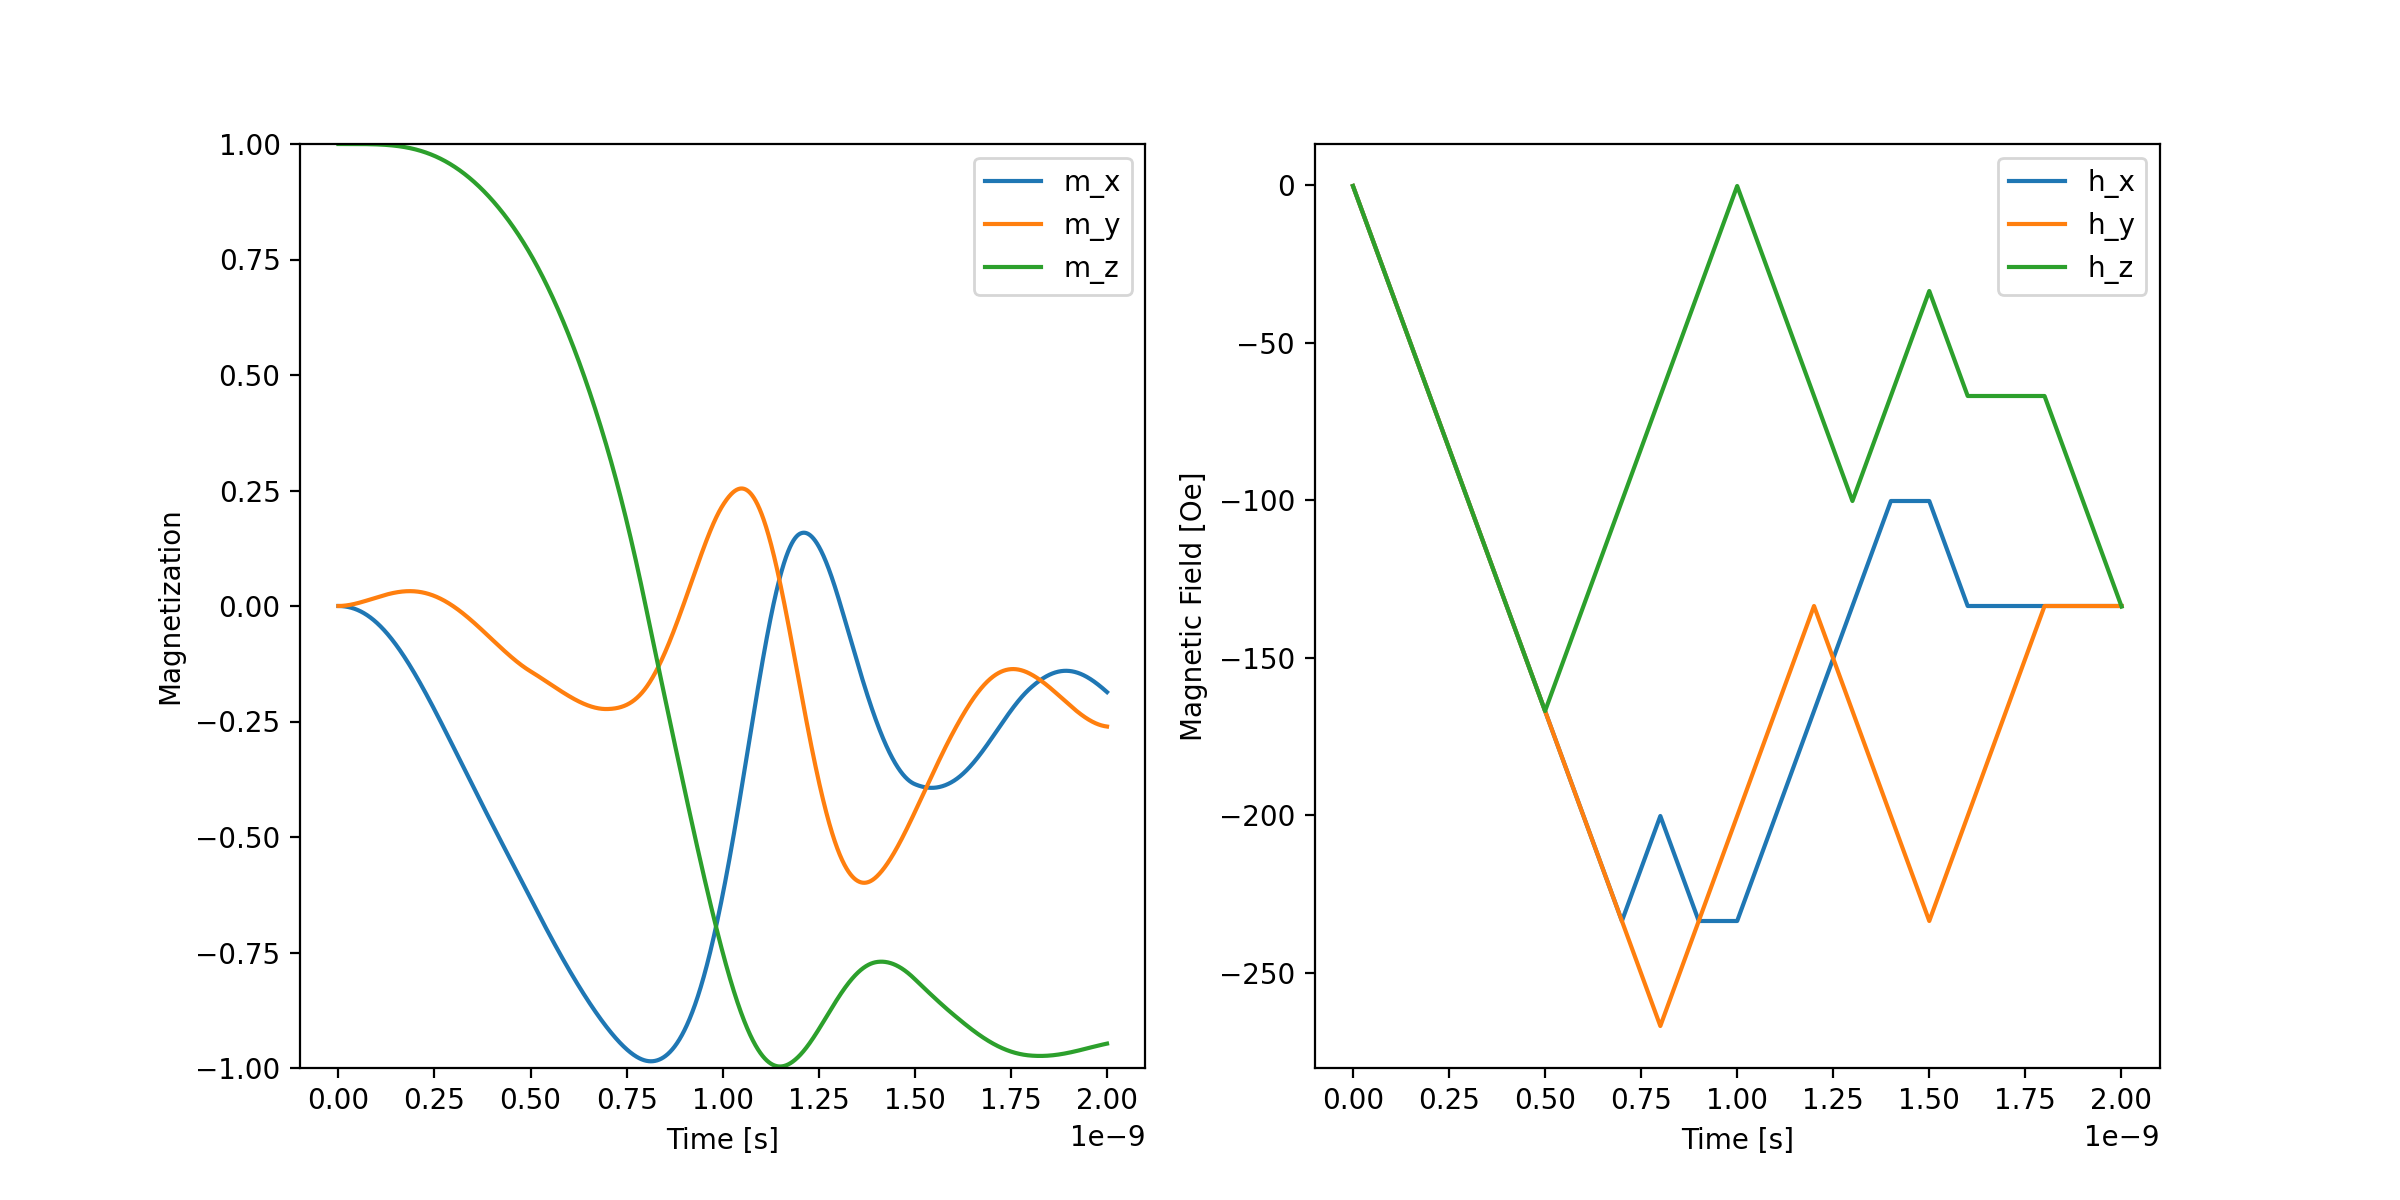 1.00
0.75
0.50
0.25
0.00
−0.25
−0.50
−0.75
−1.00
Magnetization
0.00 0.25 0.50 0.75 1.00 1.25 1.50 1.75 2.00
Time [s]
1e−9
m_x
m_y
m_z
0
−50
−100
−150
−200
−250
Magnetic Field [Oe]
0.00 0.25 0.50 0.75 1.00 1.25 1.50 1.75 2.00
Time [s]
1e−9
h_x
h_y
h_z